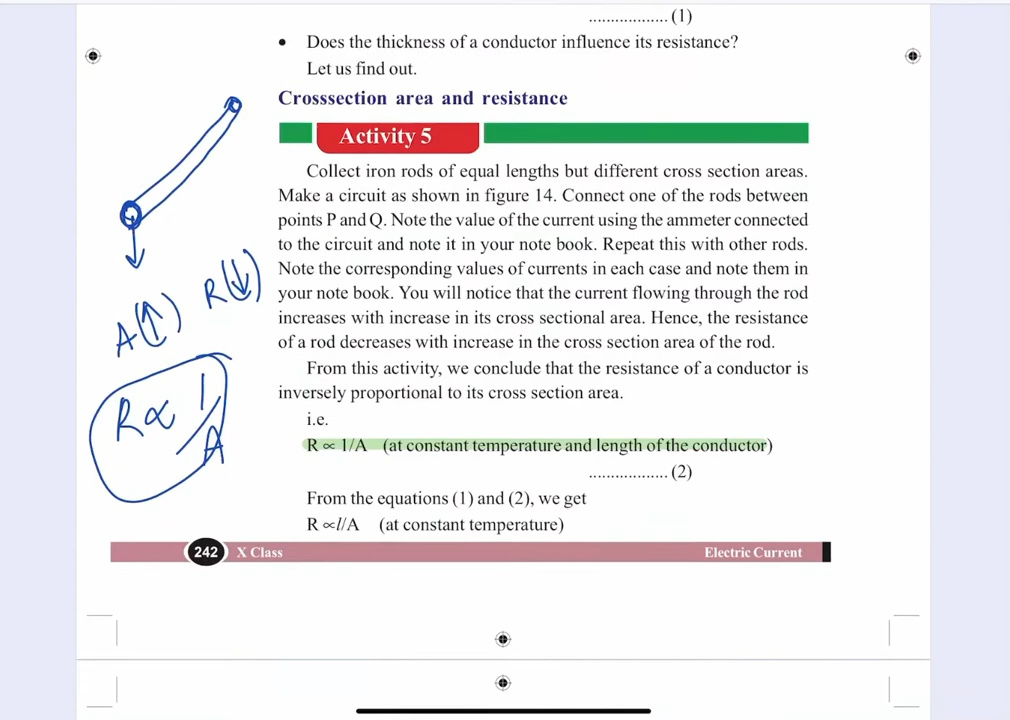 .................. (1)
• Does the thickness of a conductor influence its resistance?
Let us find out.
Crosssection area and resistance
Activity 5
Collect iron rods of equal lengths but different cross section areas.
Make a circuit as shown in figure 14. Connect one of the rods between
points P and Q. Note the value of the current using the ammeter connected
to the circuit and note it in your note book. Repeat this with other rods.
Note the corresponding values of currents in each case and note them in
your note book. You will notice that the current flowing through the rod
increases with increase in its cross sectional area. Hence, the resistance
of a rod decreases with increase in the cross section area of the rod.
From this activity, we conclude that the resistance of a conductor is
inversely proportional to its cross section area.
i.e.
R ∝ 1/A (at constant temperature and length of the conductor)
.................. (2)
From the equations (1) and (2), we get
R ∝l/A (at constant temperature)
242 X Class Electric Current
A(↑) R(↓)
R∝ 1/A